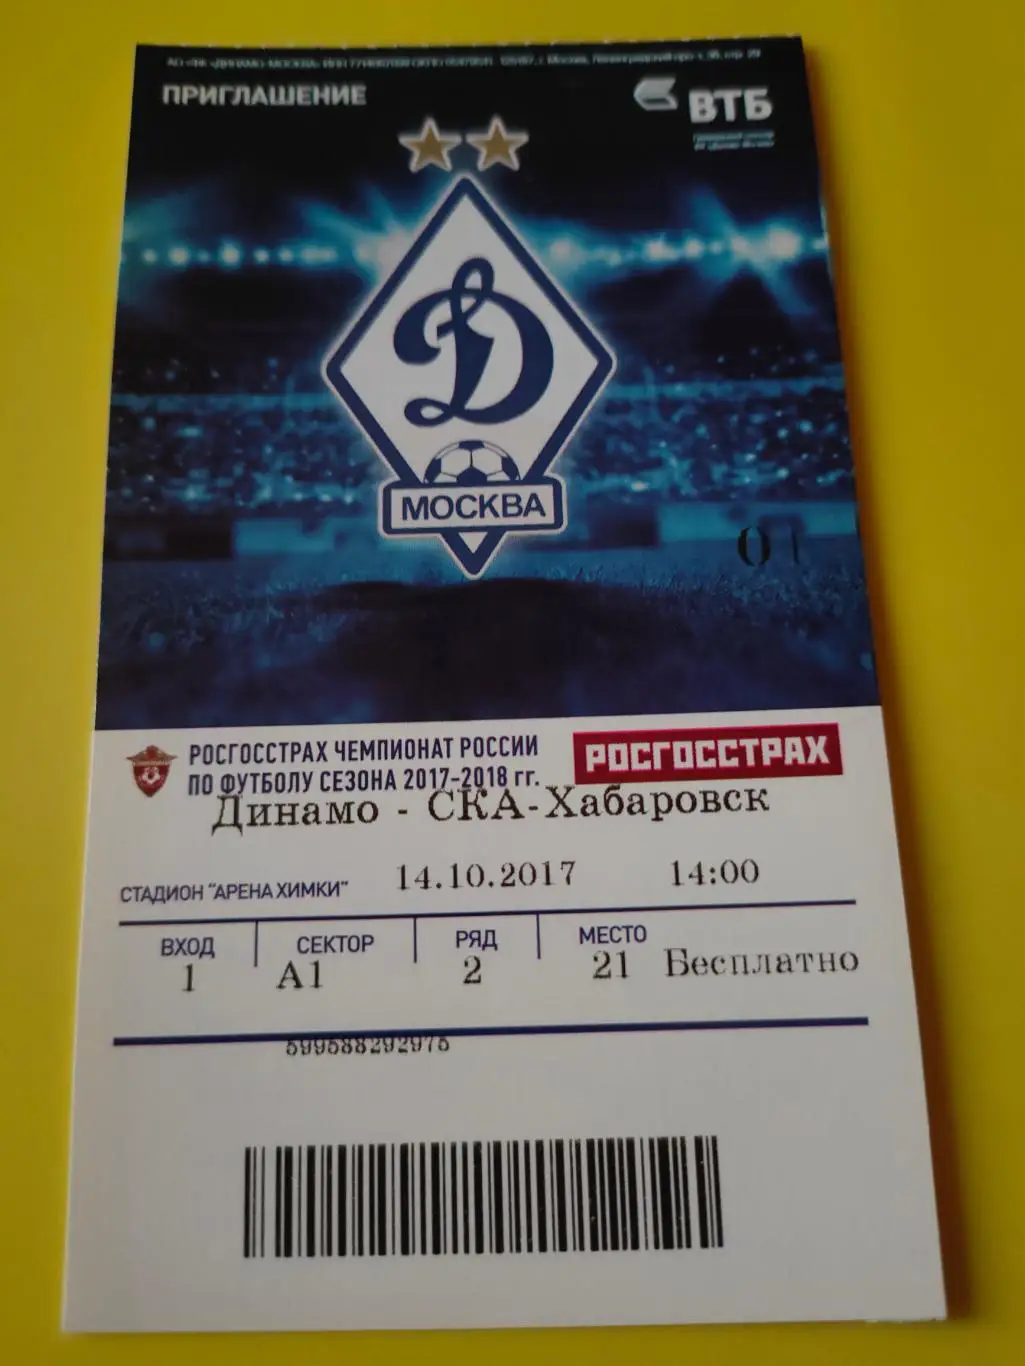 ПРИГЛАШЕНИЕ
ВТБ
МОСКВА
РОСГОССТРАХ ЧЕМПИОНАТ РОССИИ
ПО ФУТБОЛУ СЕЗОНА 2017-2018 гг.
РОСГОССТРАХ
Динамо - СКА-Хабаровск
СТАДИОН "АРЕНА ХИМКИ" 14.10.2017 14:00
ВХОД СЕКТОР РЯД МЕСТО
1 А1 2 21 Бесплатно
599588292975